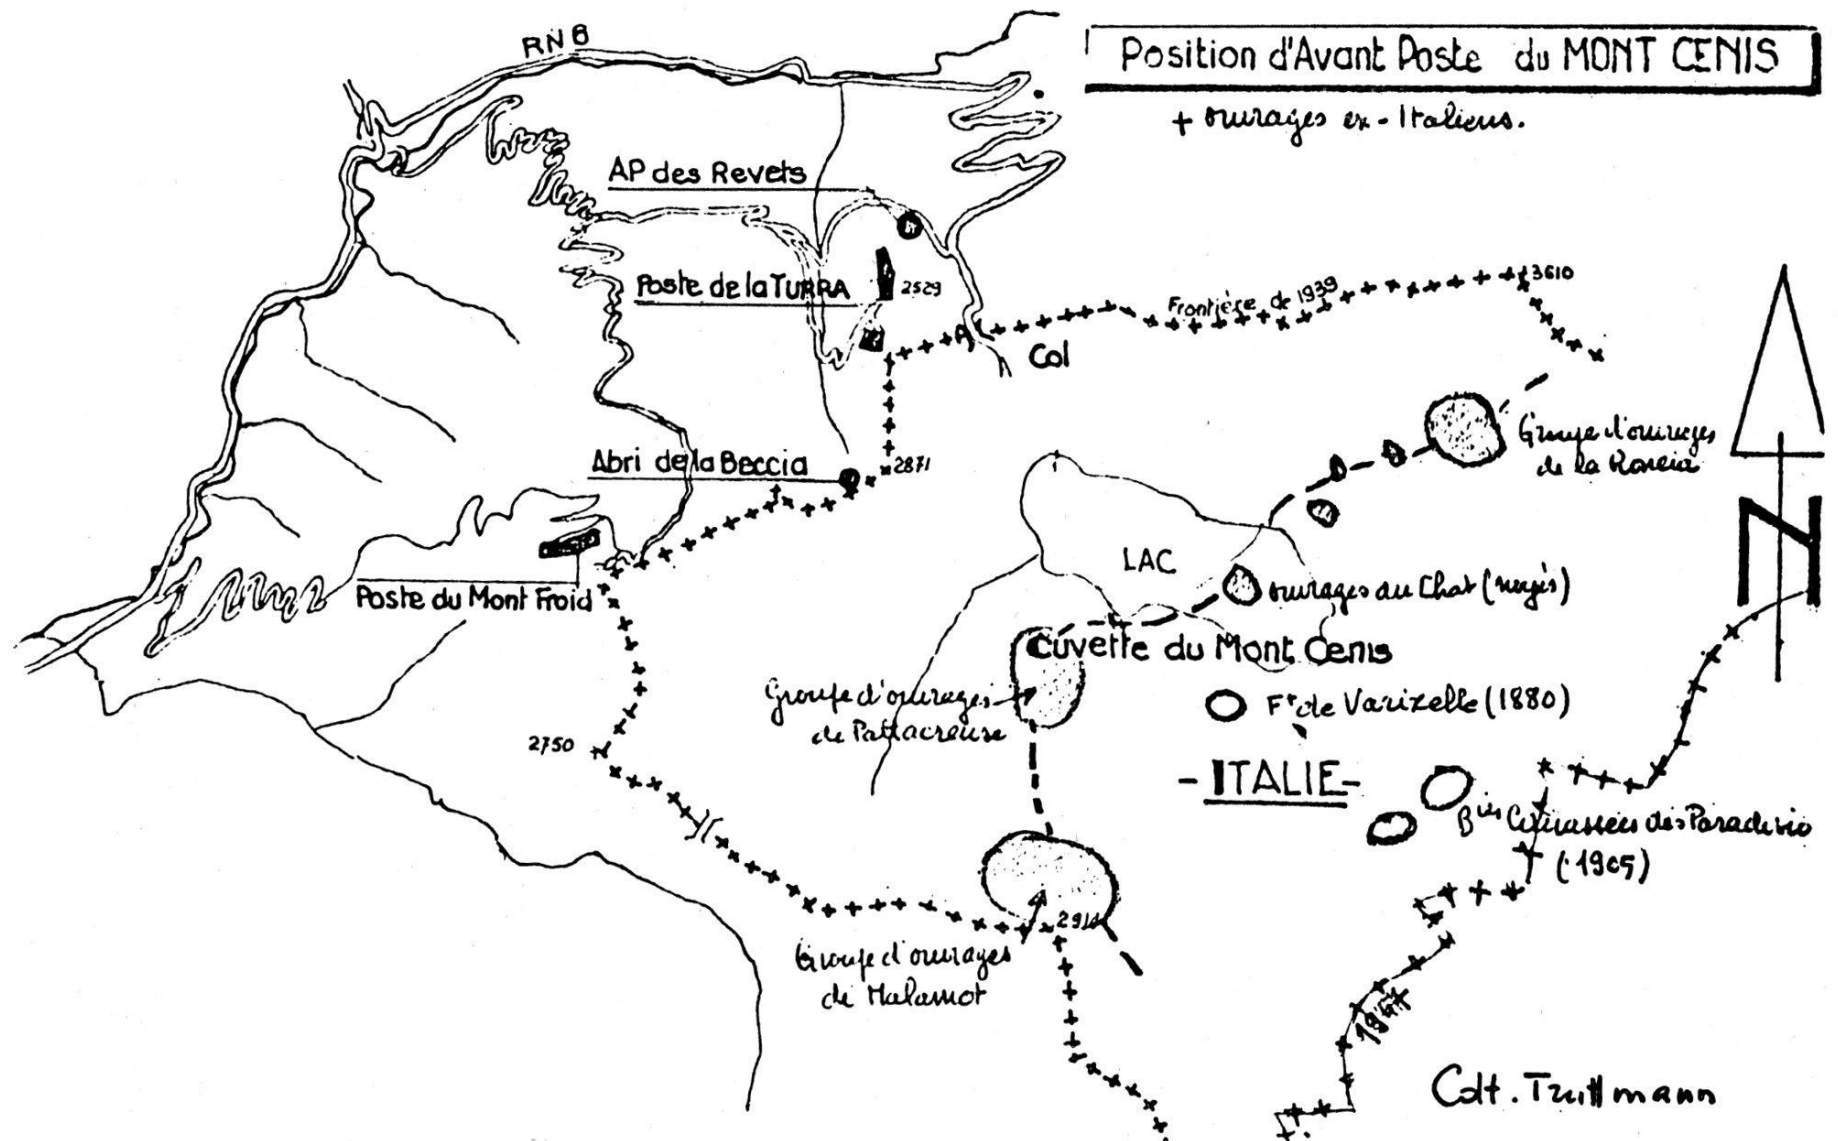 RN 6
Position d'Avant Poste du MONT CENIS
+ ouvrages ex-Italiens.
AP des Revets
Poste de la TURRA
2529
Frontière de 1939
3610
Col
Abri de la Beccia
2871
Groupe d'ouvrages
de la Roncia
LAC
ouvrages du Chat (noyés)
Poste du Mont Froid
Cuvette du Mont Cenis
Groupe d'ouvrages
de Pattacreuse
Ft de Varizelle (1880)
2750
- ITALIE -
Bies Cuirassées des Paradisio
(1905)
2914
Groupe d'ouvrages
de Malamot
1947
Cdt. Truttmann
N